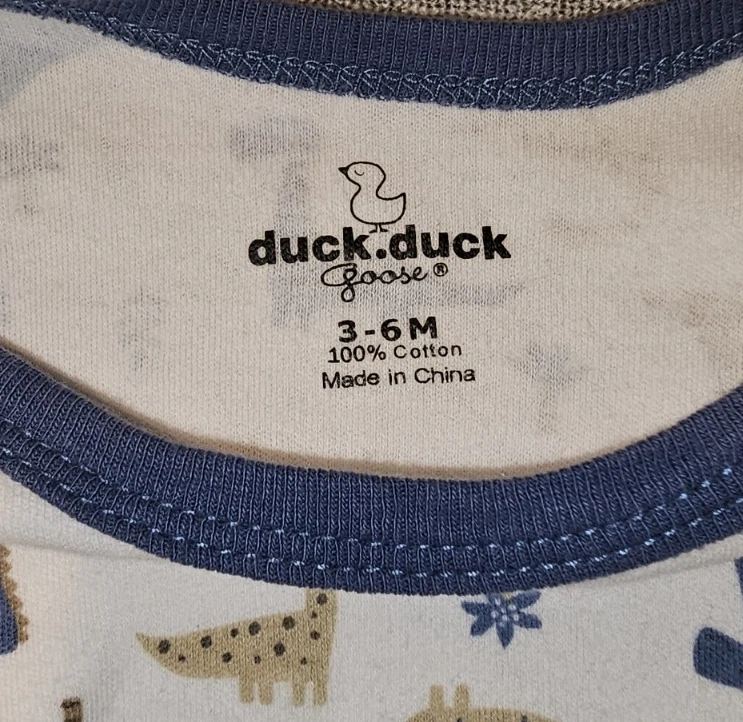 duck.duck
goose®
3-6M
100% Cotton
Made in China